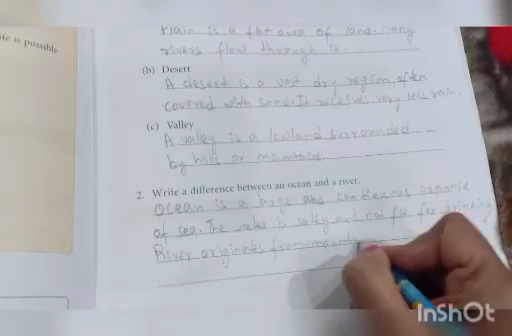 ife is possible
Plain is a flat area of land. Many
rivers flow through it.
(b) Desert
A desert is a vast dry region, often
covered with sand. It receives very less rain.
(c) Valley
A valley is a lowland surrounded
by hills or mountains.
2. Write a difference between an ocean and a river.
Ocean is a huge and continuous expanse
of sea. The water is salty and not fit for drinking
River originates from
InShOt